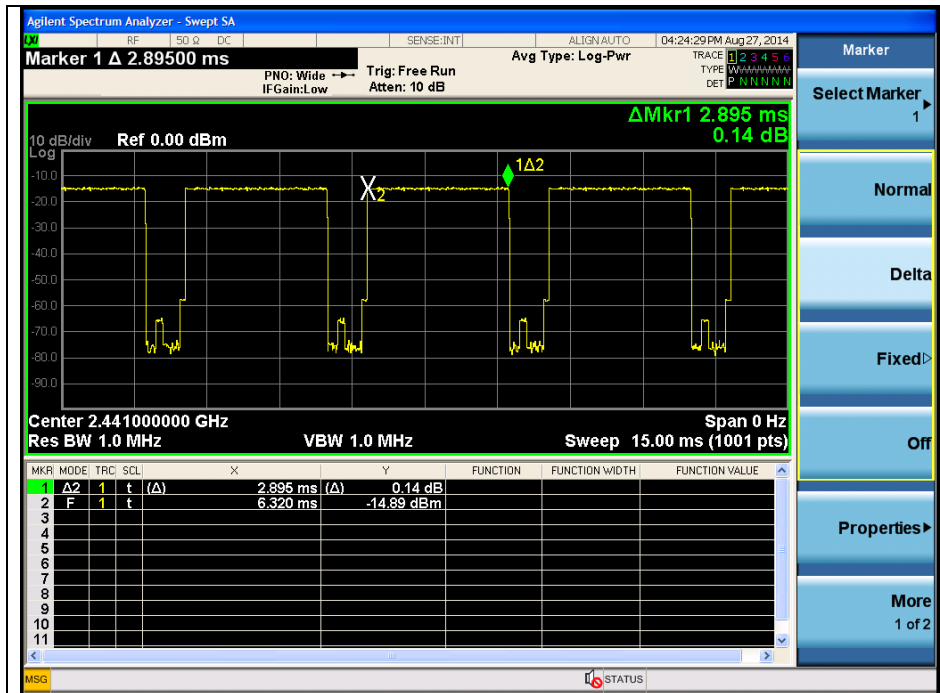 Agilent Spectrum Analyzer - Swept SA
LXI RF 50 Ω DC SENSE:INT ALIGN AUTO 04:24:29 PM Aug 27, 2014
Marker 1 Δ 2.89500 ms
PNO: Wide
IFGain:Low
Trig: Free Run
Atten: 10 dB
Avg Type: Log-Pwr
TRACE 1 2 3 4 5 6
TYPE WWWWWW
DET P N N N N N
ΔMkr1 2.895 ms
0.14 dB
10 dB/div Ref 0.00 dBm
Log
-10.0
-20.0
-30.0
-40.0
-50.0
-60.0
-70.0
-80.0
-90.0
X2
1Δ2
Center 2.441000000 GHz Span 0 Hz
Res BW 1.0 MHz VBW 1.0 MHz Sweep 15.00 ms (1001 pts)
MKR MODE TRC SCL X Y FUNCTION FUNCTION WIDTH FUNCTION VALUE
1 Δ2 1 t (Δ) 2.895 ms (Δ) 0.14 dB
2 F 1 t 6.320 ms -14.89 dBm
3
4
5
6
7
8
9
10
11
MSG STATUS
Marker
Select Marker
1
Normal
Delta
Fixed
Off
Properties
More
1 of 2